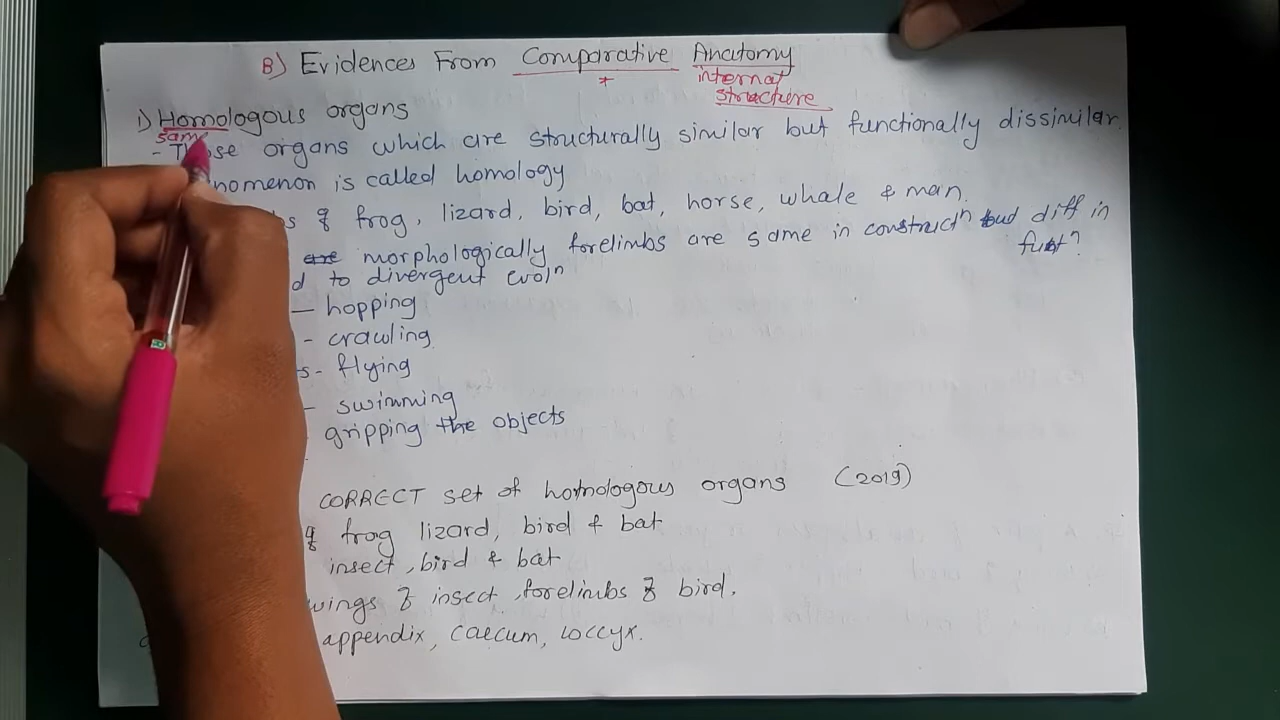 B) Evidences From Comparative Anatomy
internal
structure
1) Homologous organs
same
- Those organs which are structurally similar but functionally dissimilar.
nomenon is called homology
bs of frog, lizard, bird, bat, horse, whale & man.
are morphologically forelimbs are same in constructn but diff in
d to divergent evoln
— hopping
- crawling
s- flying
- swimming
gripping the objects
CORRECT set of homologous organs (2019)
of frog lizard, bird & bat
insect, bird & bat
wings of insect, forelimbs of bird.
appendix, caecum, coccyx.